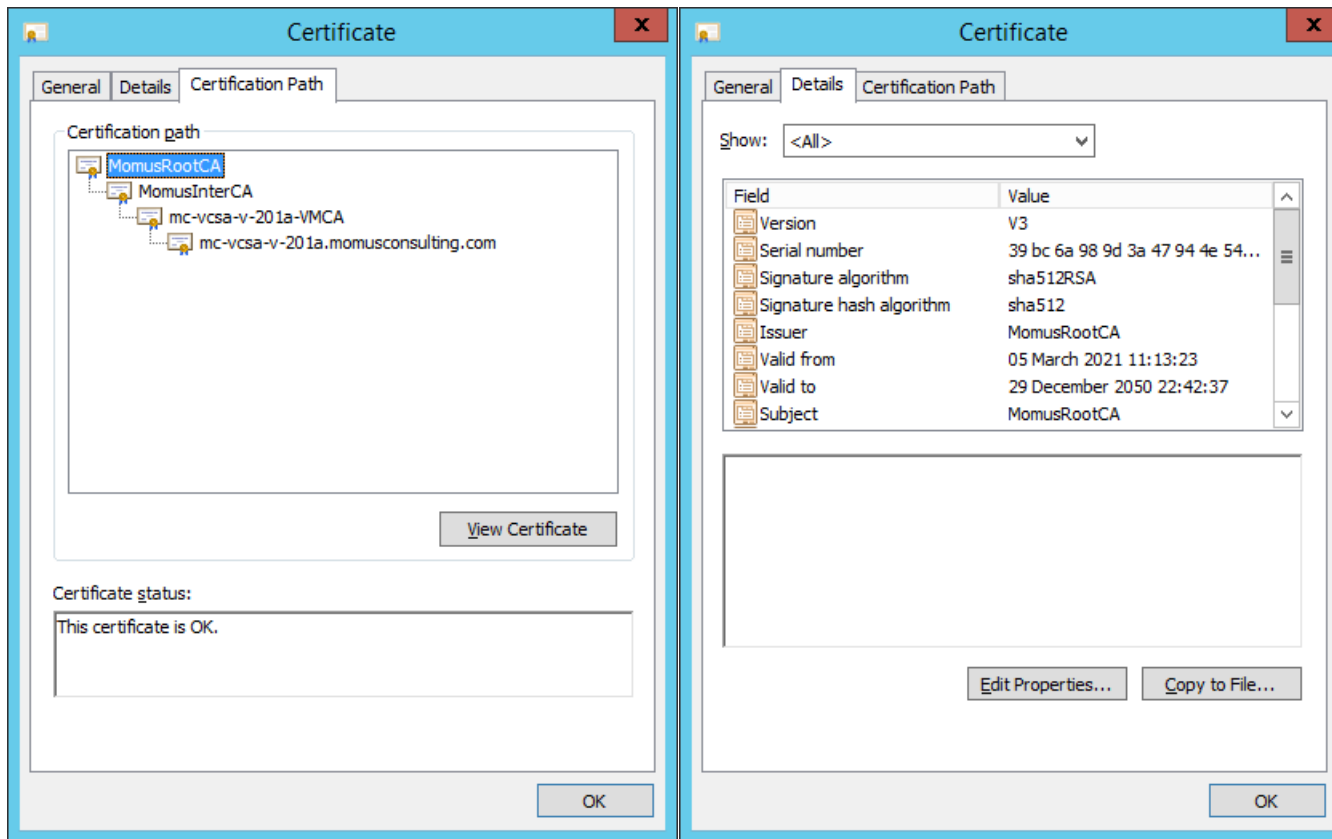 Certificate
x
General
Details
Certification Path
Certification path
MomusRootCA
MomusInterCA
mc-vcsa-v-201a-VMCA
mc-vcsa-v-201a.momusconsulting.com
View Certificate
Certificate status:
This certificate is OK.
OK
Certificate
x
General
Details
Certification Path
Show: <All>
Field Value
Version V3
Serial number 39 bc 6a 98 9d 3a 47 94 4e 54...
Signature algorithm sha512RSA
Signature hash algorithm sha512
Issuer MomusRootCA
Valid from 05 March 2021 11:13:23
Valid to 29 December 2050 22:42:37
Subject MomusRootCA
Edit Properties... Copy to File...
OK